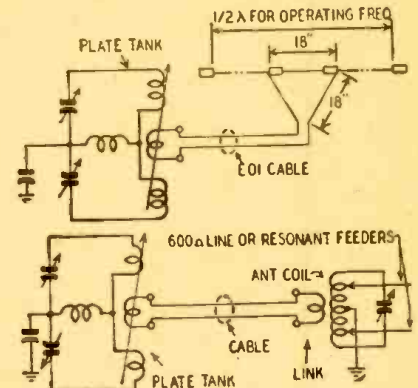 1/2 λ FOR OPERATING FREQ
PLATE TANK
18"
18"
EO1 CABLE
600Ω LINE OR RESONANT FEEDERS
ANT COIL
CABLE
LINK
PLATE TANK